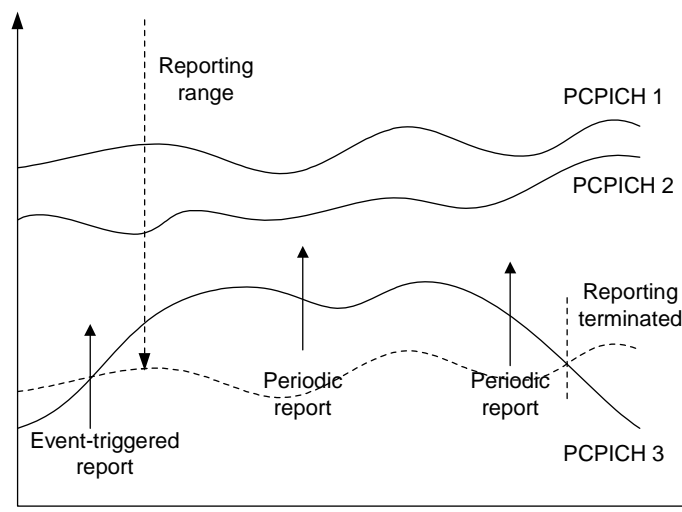 Reporting
range
PCPICH 1
PCPICH 2
Reporting
terminated
Periodic
report
Periodic
report
Event-triggered
report
PCPICH 3